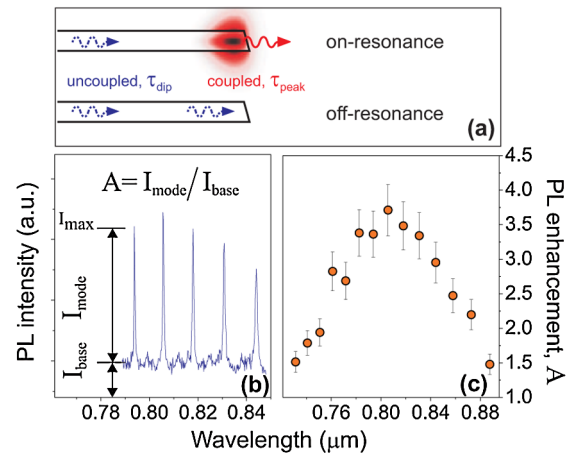 on-resonance
uncoupled, τdip
coupled, τpeak
off-resonance
(a)
PL intensity (a.u.)
A= Imode/Ibase
Imax
Imode
Ibase
(b)
0.78 0.80 0.82 0.84
4.5
4.0
3.5
3.0
2.5
2.0
1.5
1.0
PL enhancement, A
(c)
0.76 0.80 0.84 0.88
Wavelength (μm)